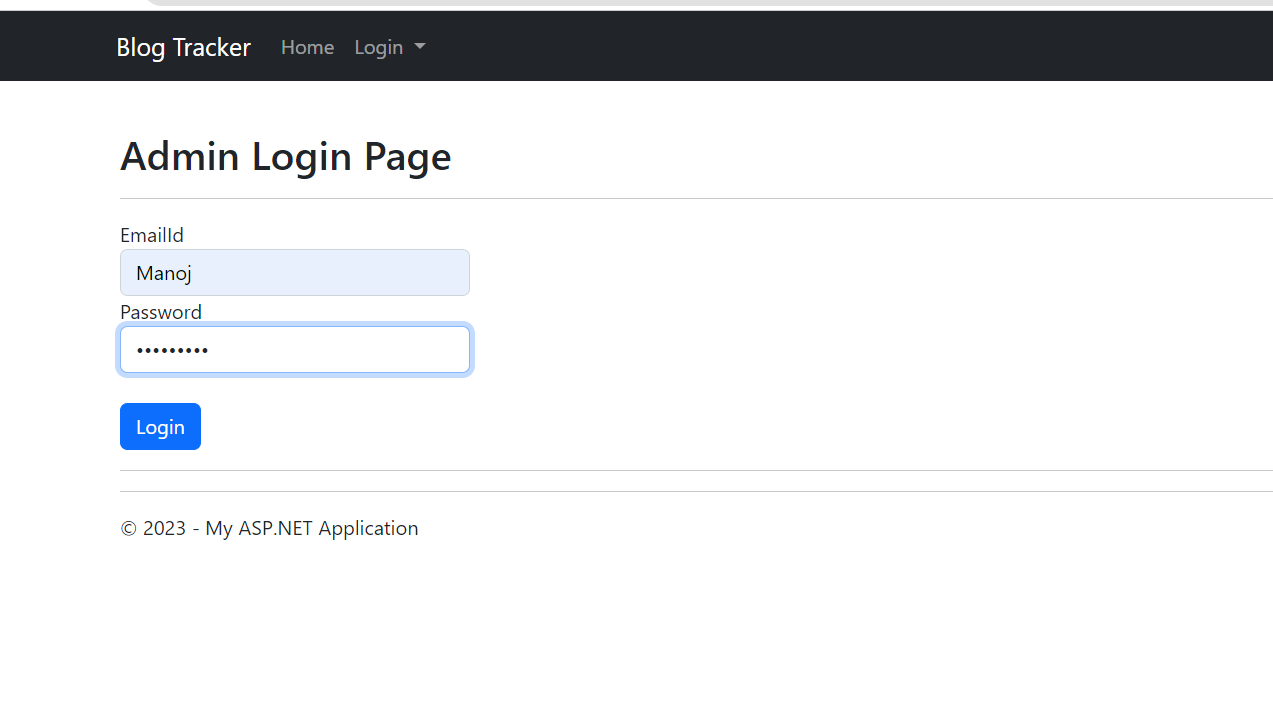 Blog Tracker Home Login
Admin Login Page
EmailId
Manoj
Password
•••••••••
Login
© 2023 - My ASP.NET Application